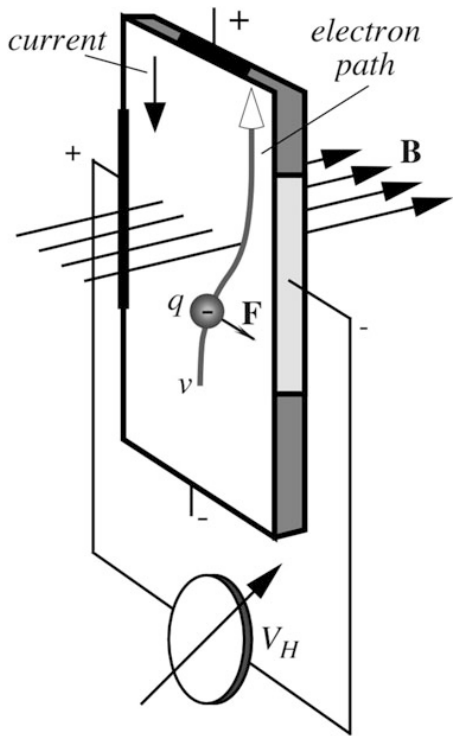 +
current
electron
path
+
B
q
-
F
-
v
-
V_H